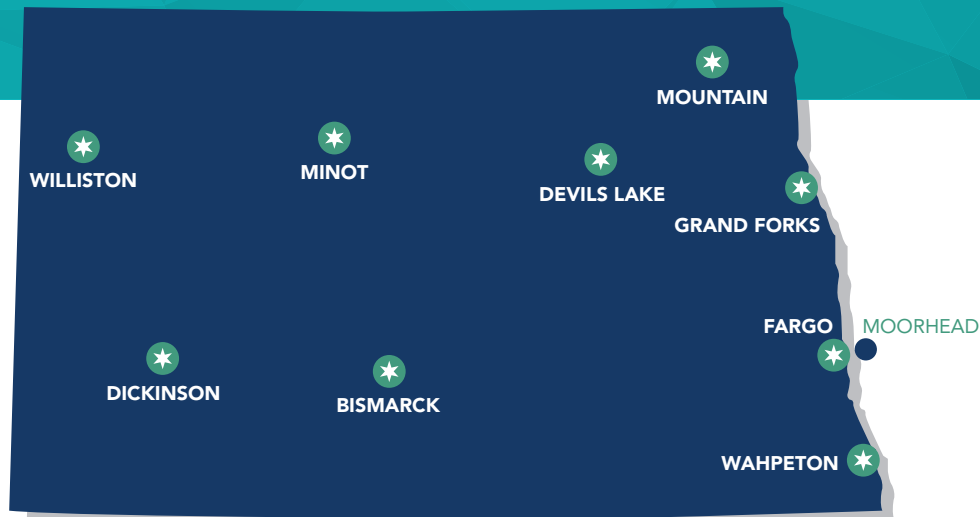 MOUNTAIN
WILLISTON
MINOT
DEVILS LAKE
GRAND FORKS
FARGO
MOORHEAD
DICKINSON
BISMARCK
WAHPETON